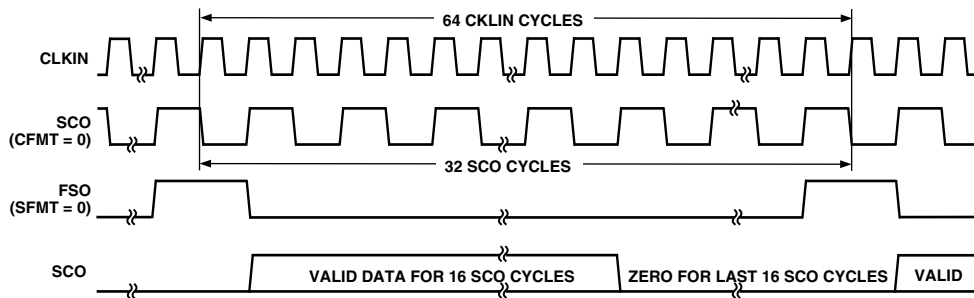 64 CKLIN CYCLES
CLKIN
SCO
(CFMT = 0)
32 SCO CYCLES
FSO
(SFMT = 0)
SCO
VALID DATA FOR 16 SCO CYCLES
ZERO FOR LAST 16 SCO CYCLES
VALID